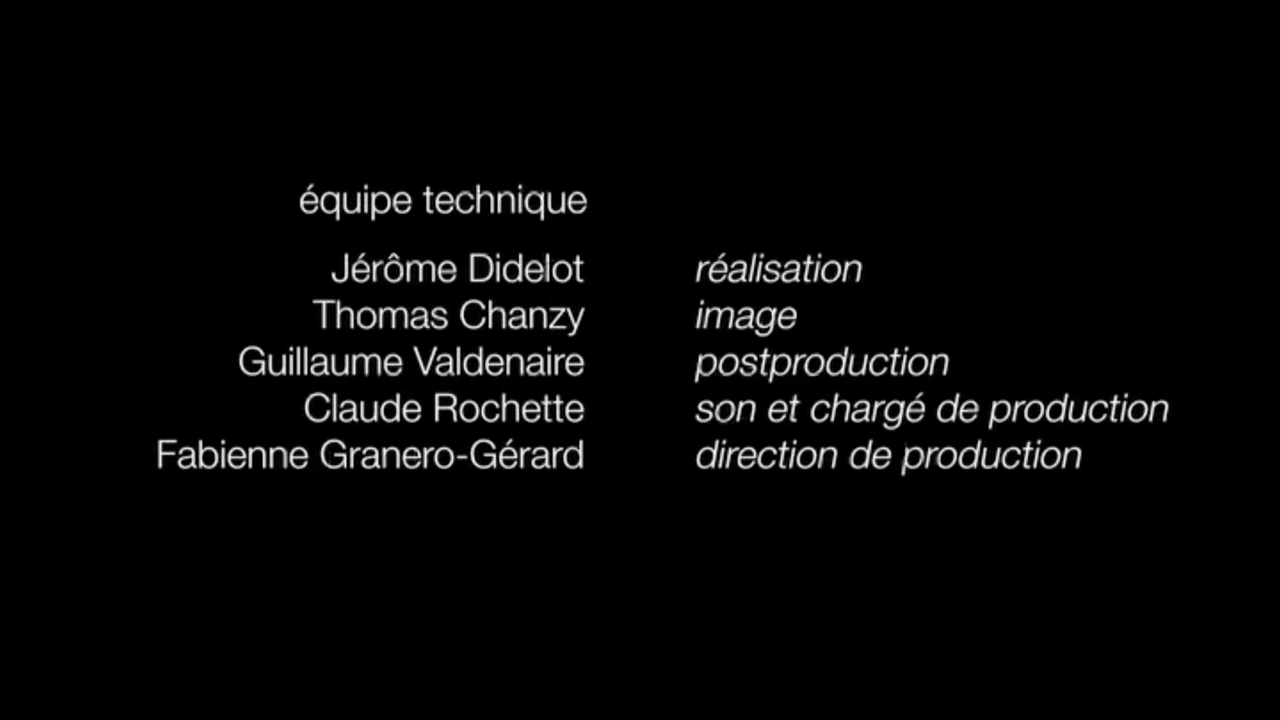 équipe technique
Jérôme Didelot réalisation
Thomas Chanzy image
Guillaume Valdenaire postproduction
Claude Rochette son et chargé de production
Fabienne Granero-Gérard direction de production